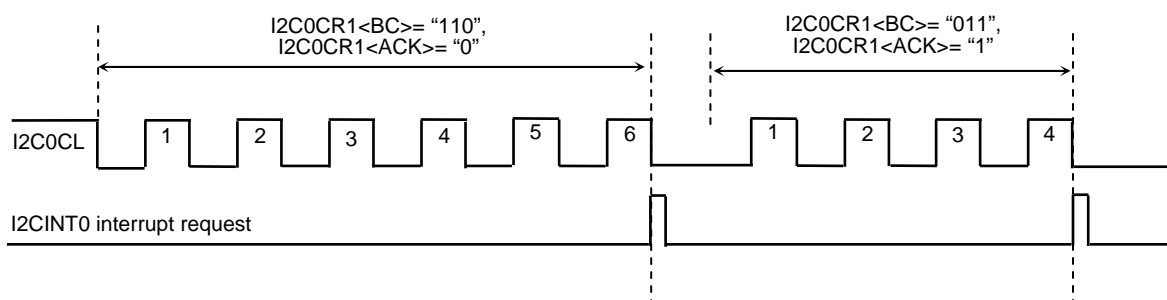 I2C0CR1<BC>= “110”,
I2C0CR1<ACK>= “0”
I2C0CR1<BC>= “011”,
I2C0CR1<ACK>= “1”
I2C0CL
1 2 3 4 5 6 1 2 3 4
I2CINT0 interrupt request